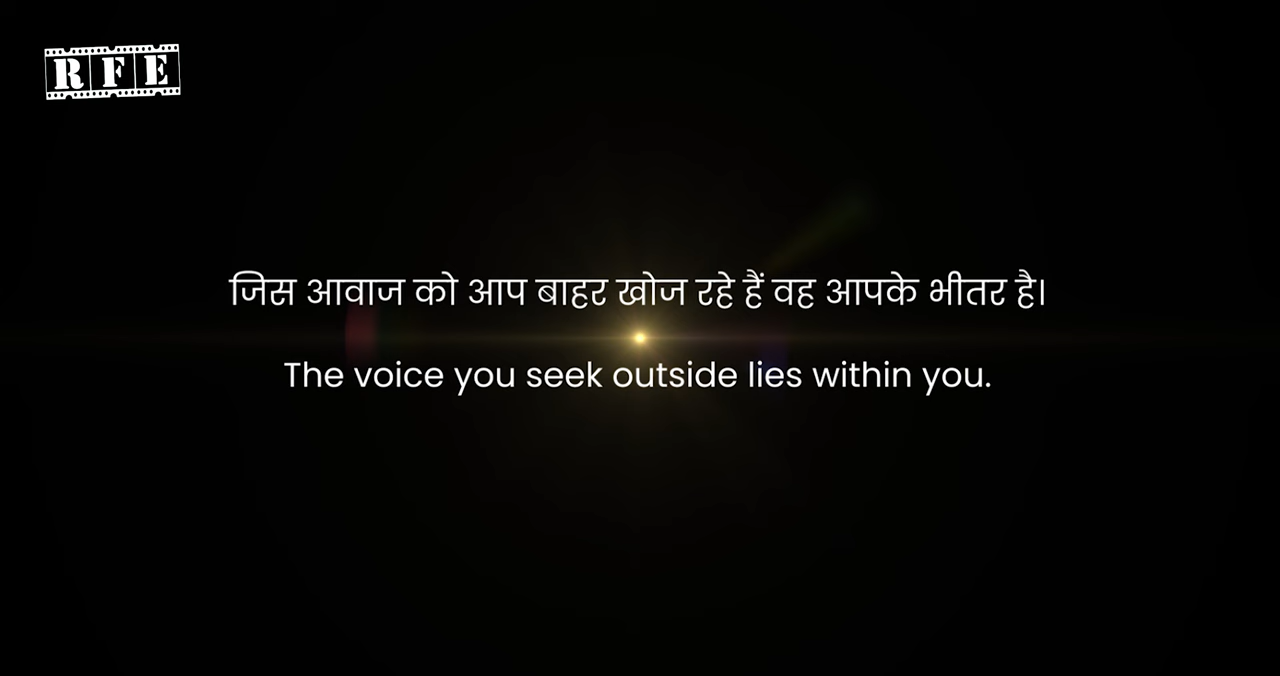 RFE
जिस आवाज को आप बाहर खोज रहे हैं वह आपके भीतर है।
The voice you seek outside lies within you.